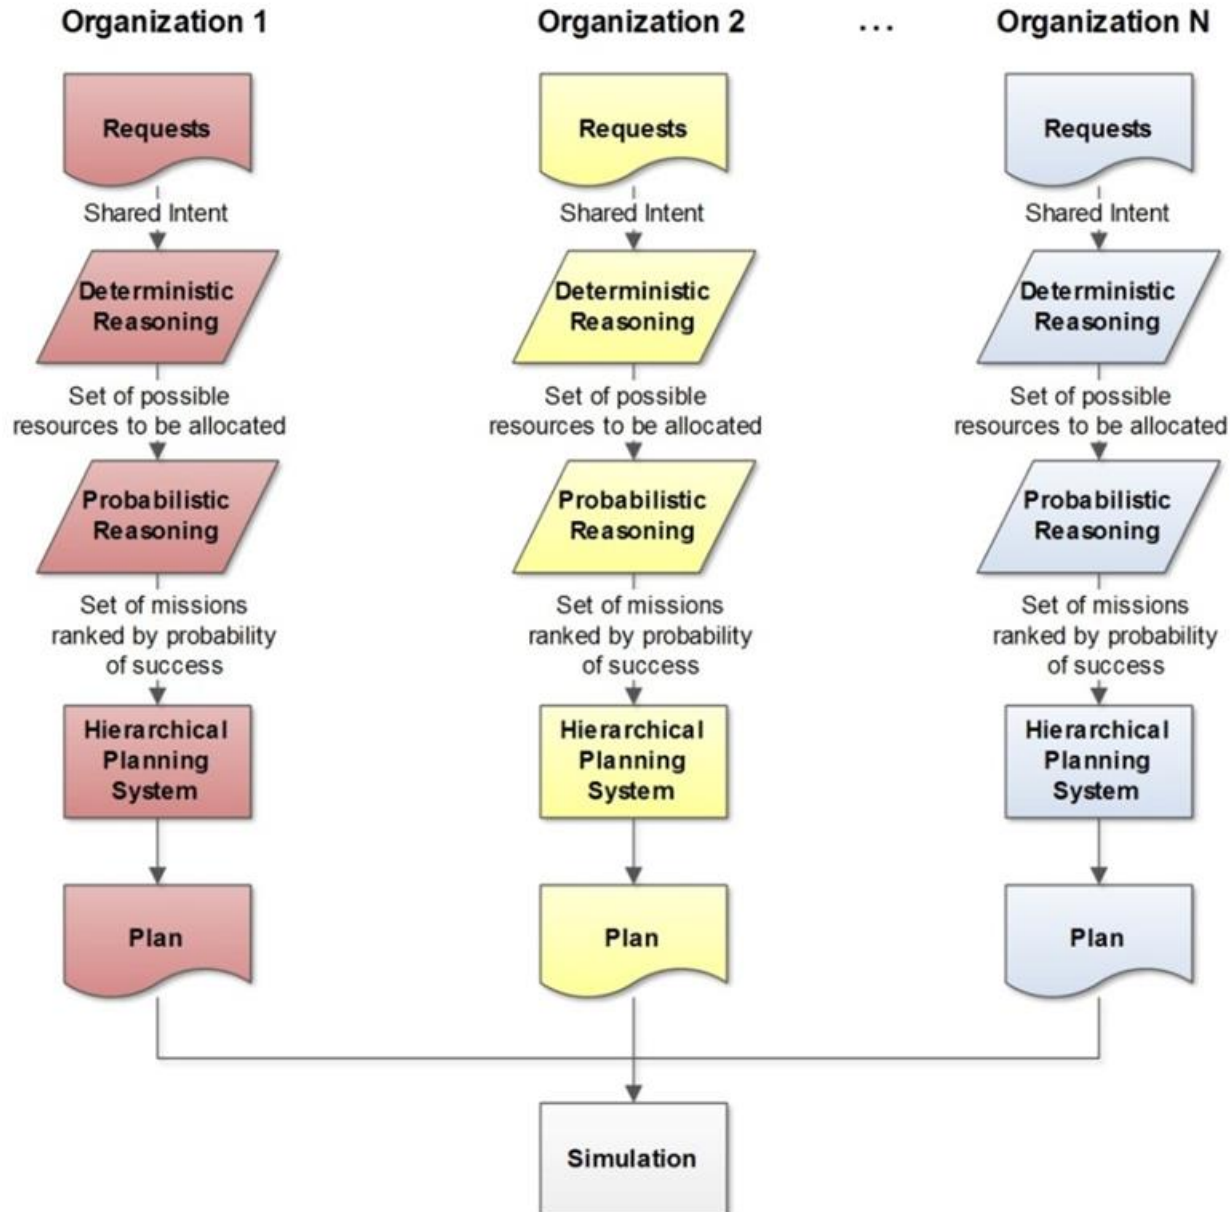 Organization 1
Organization 2
...
Organization N
Requests
Requests
Requests
Shared Intent
Shared Intent
Shared Intent
Deterministic
Reasoning
Deterministic
Reasoning
Deterministic
Reasoning
Set of possible
resources to be allocated
Set of possible
resources to be allocated
Set of possible
resources to be allocated
Probabilistic
Reasoning
Probabilistic
Reasoning
Probabilistic
Reasoning
Set of missions
ranked by probability
of success
Set of missions
ranked by probability
of success
Set of missions
ranked by probability
of success
Hierarchical
Planning
System
Hierarchical
Planning
System
Hierarchical
Planning
System
Plan
Plan
Plan
Simulation